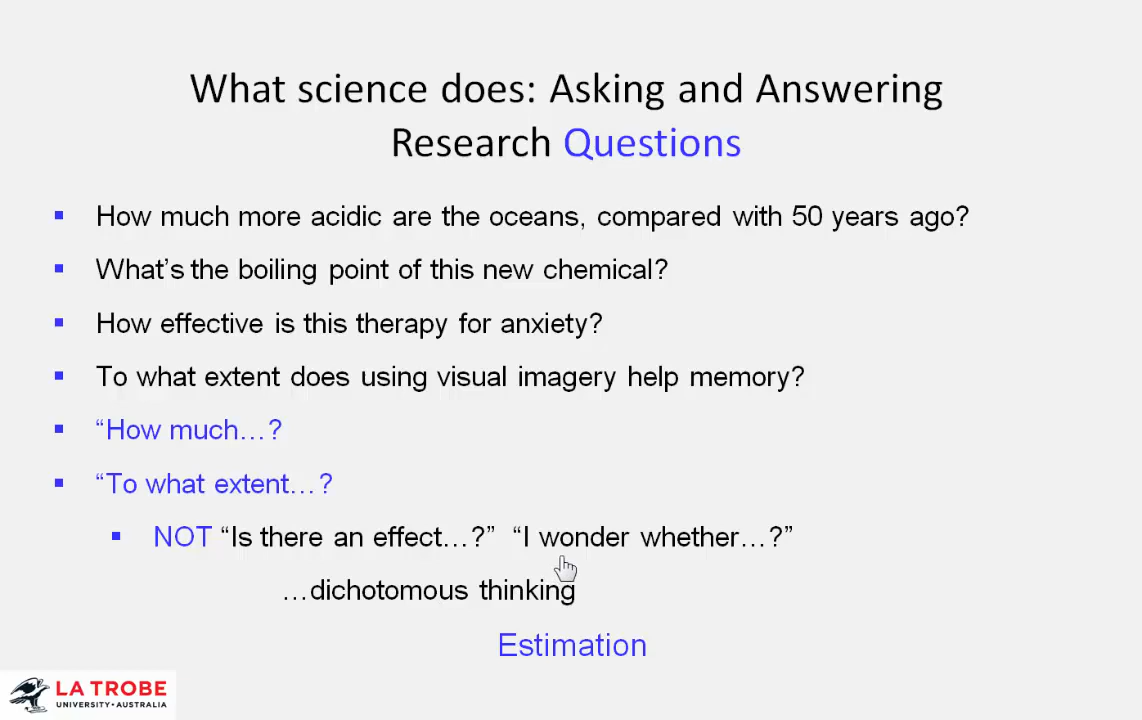 What science does: Asking and Answering
Research Questions
How much more acidic are the oceans, compared with 50 years ago?
What’s the boiling point of this new chemical?
How effective is this therapy for anxiety?
To what extent does using visual imagery help memory?
“How much…?
“To what extent…?
NOT “Is there an effect…?” “I wonder whether…?”
…dichotomous thinking
Estimation
LA TROBE
UNIVERSITY•AUSTRALIA